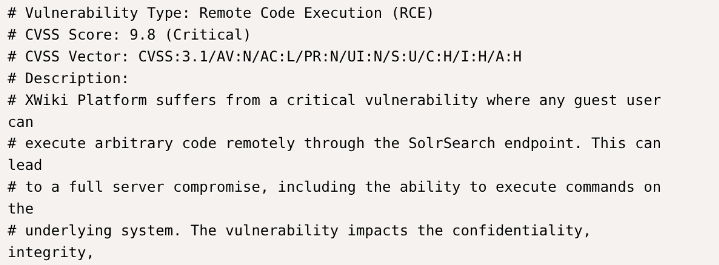 # Vulnerability Type: Remote Code Execution (RCE)
# CVSS Score: 9.8 (Critical)
# CVSS Vector: CVSS:3.1/AV:N/AC:L/PR:N/UI:N/S:U/C:H/I:H/A:H
# Description:
# XWiki Platform suffers from a critical vulnerability where any guest user
can
# execute arbitrary code remotely through the SolrSearch endpoint. This can
lead
# to a full server compromise, including the ability to execute commands on
the
# underlying system. The vulnerability impacts the confidentiality,
integrity,